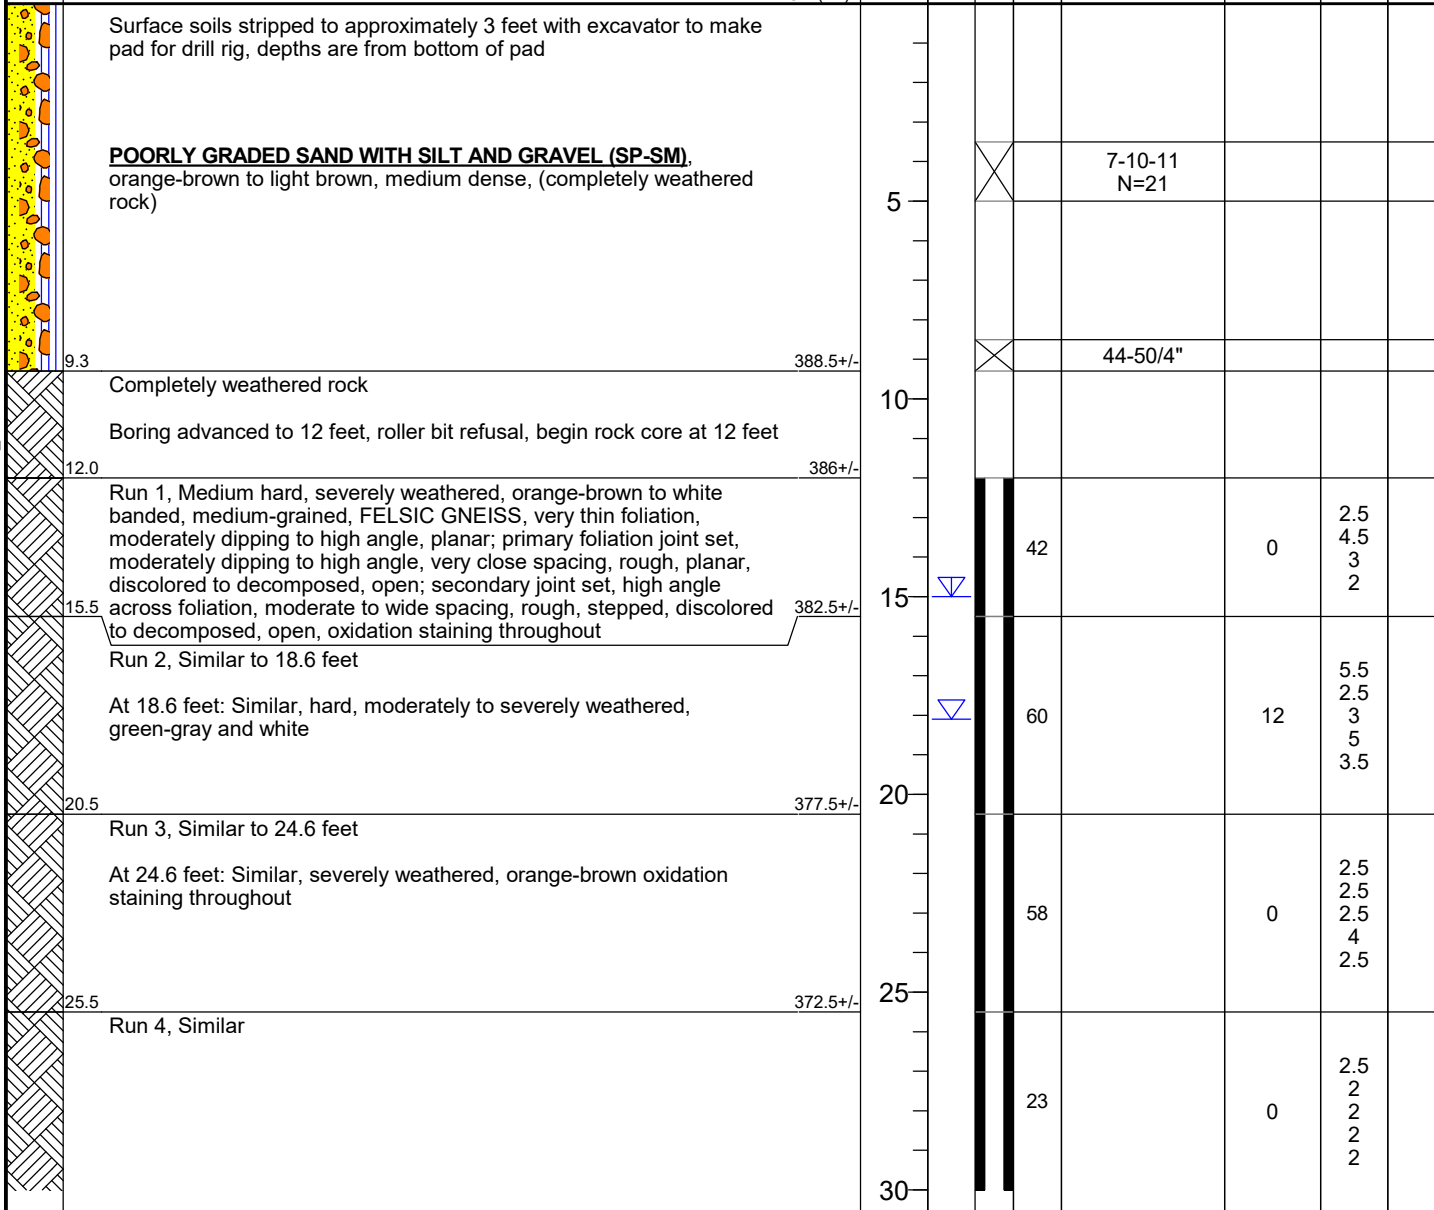 Surface soils stripped to approximately 3 feet with excavator to make
pad for drill rig, depths are from bottom of pad
POORLY GRADED SAND WITH SILT AND GRAVEL (SP-SM),
orange-brown to light brown, medium dense, (completely weathered
rock)
7-10-11
N=21
5
9.3
388.5+/-
44-50/4"
Completely weathered rock
10
Boring advanced to 12 feet, roller bit refusal, begin rock core at 12 feet
12.0
386+/-
Run 1, Medium hard, severely weathered, orange-brown to white
banded, medium-grained, FELSIC GNEISS, very thin foliation,
moderately dipping to high angle, planar; primary foliation joint set,
moderately dipping to high angle, very close spacing, rough, planar,
discolored to decomposed, open; secondary joint set, high angle
across foliation, moderate to wide spacing, rough, stepped, discolored
to decomposed, open, oxidation staining throughout
15.5
382.5+/-
15
42
0
2.5
4.5
3
2
Run 2, Similar to 18.6 feet
At 18.6 feet: Similar, hard, moderately to severely weathered,
green-gray and white
60
12
5.5
2.5
3
5
3.5
20.5
377.5+/-
20
Run 3, Similar to 24.6 feet
At 24.6 feet: Similar, severely weathered, orange-brown oxidation
staining throughout
58
0
2.5
2.5
2.5
4
2.5
25.5
372.5+/-
25
Run 4, Similar
23
0
2.5
2
2
2
2
30